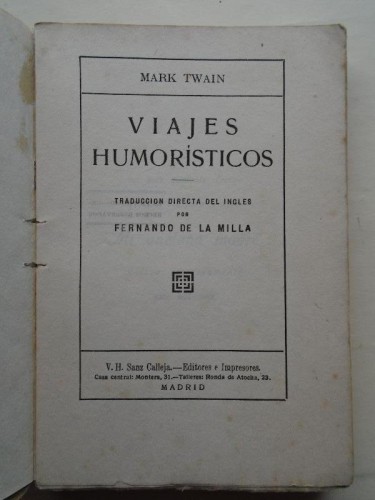 MARK TWAIN
VIAJES
HUMORÍSTICOS
TRADUCCION DIRECTA DEL INGLES
POR
FERNANDO DE LA MILLA
V. H. Sanz Calleja.—Editores e Impresores.
Casa central: Montera, 31.—Talleres: Ronda de Atocha, 23.
MADRID